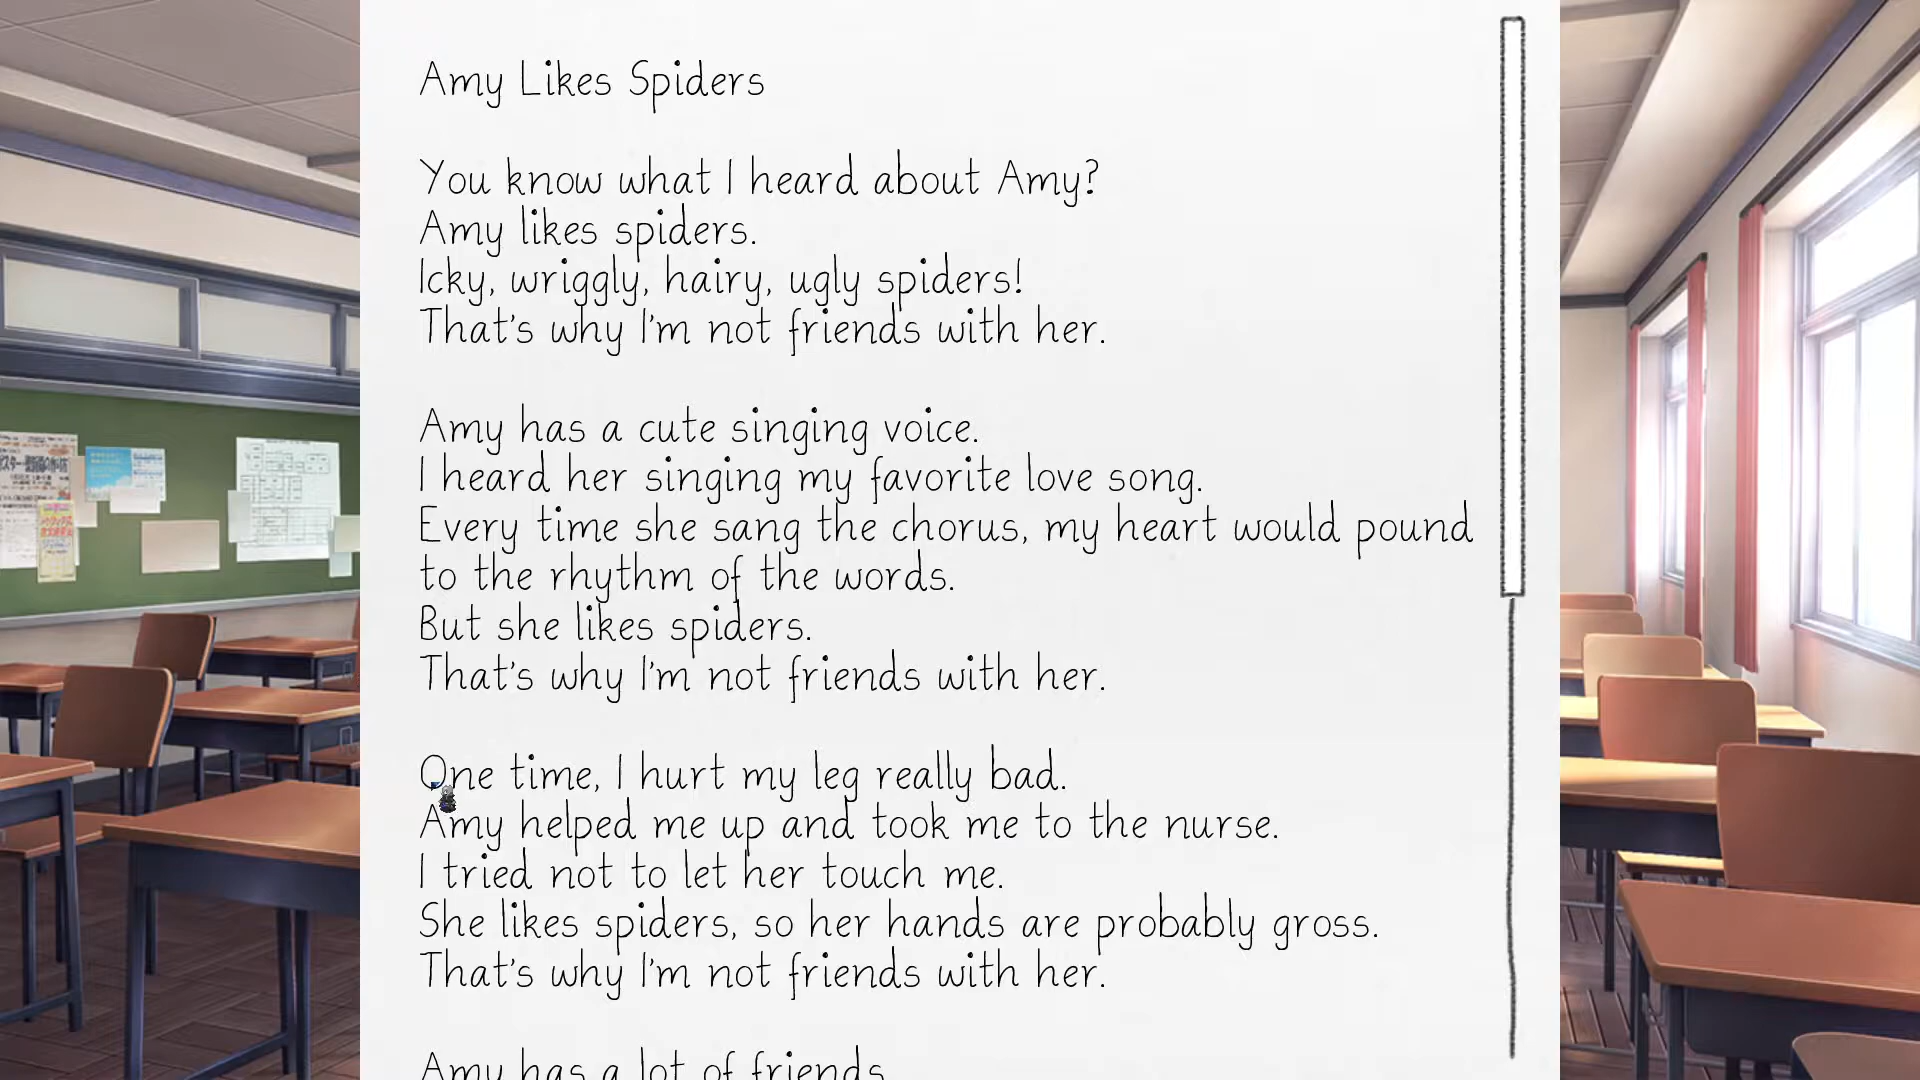 Amy Likes Spiders
You know what I heard about Amy?
Amy likes spiders.
Icky, wriggly, hairy, ugly spiders!
That's why I'm not friends with her.
Amy has a cute singing voice.
I heard her singing my favorite love song.
Every time she sang the chorus, my heart would pound
to the rhythm of the words.
But she likes spiders.
That's why I'm not friends with her.
One time, I hurt my leg really bad.
Amy helped me up and took me to the nurse.
I tried not to let her touch me.
She likes spiders, so her hands are probably gross.
That's why I'm not friends with her.
Amy has a lot of friends